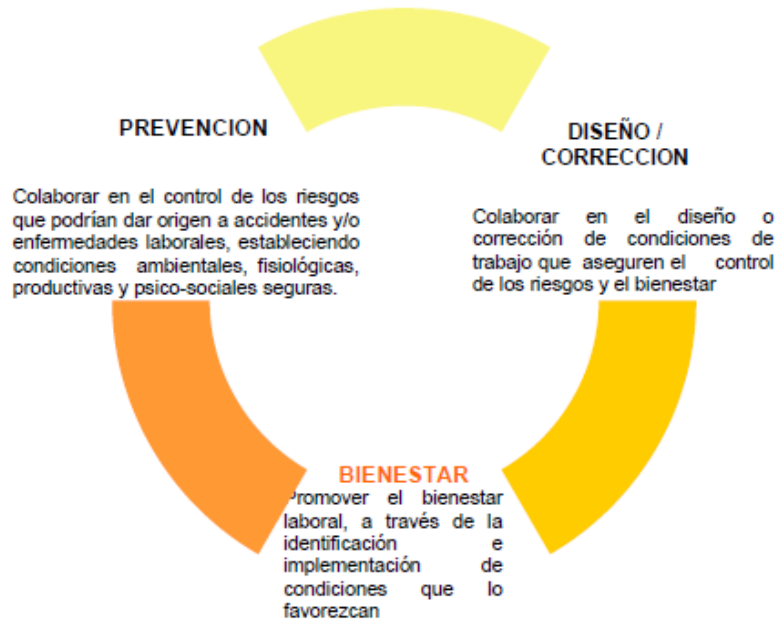 PREVENCION
Colaborar en el control de los riesgos
que podrían dar origen a accidentes y/o
enfermedades laborales, estableciendo
condiciones ambientales, fisiológicas,
productivas y psico-sociales seguras.
DISEÑO /
CORRECCION
Colaborar en el diseño o
corrección de condiciones de
trabajo que aseguren el control
de los riesgos y el bienestar
BIENESTAR
Promover el bienestar
laboral, a través de la
identificación e
implementación de
condiciones que lo
favorezcan